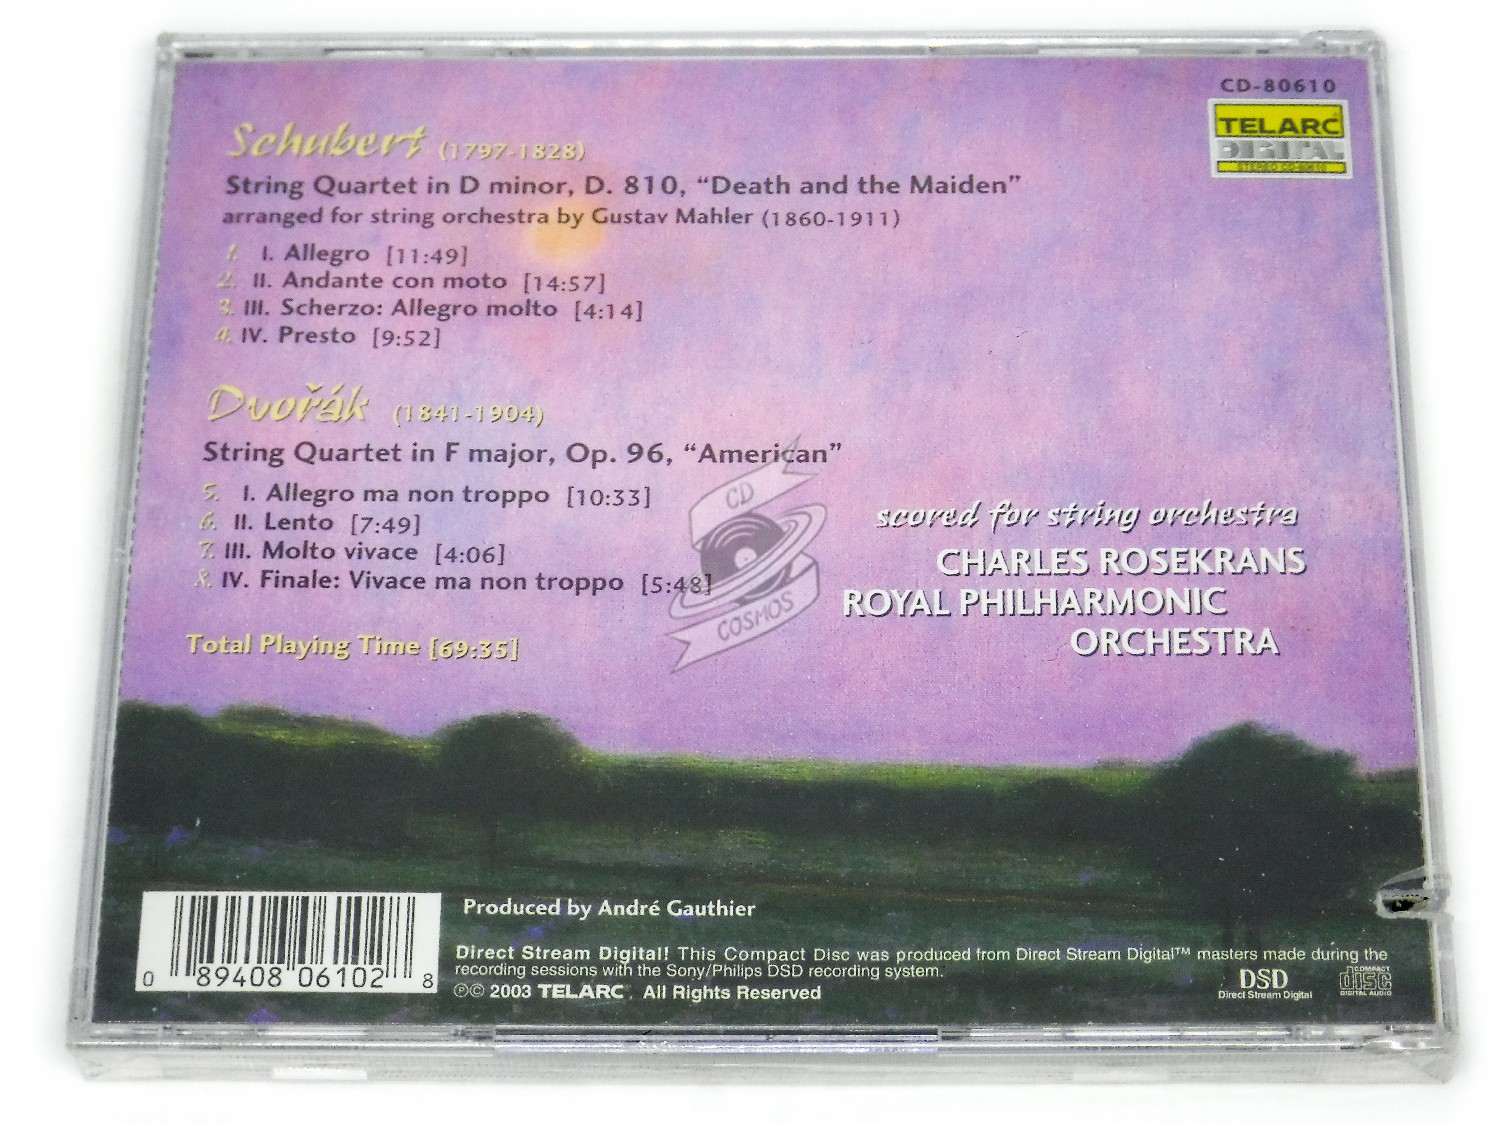 CD-80610
TELARC
DIGITAL
Schubert (1797-1828)
String Quartet in D minor, D. 810, “Death and the Maiden”
arranged for string orchestra by Gustav Mahler (1860-1911)
1. I. Allegro [11:49]
2. II. Andante con moto [14:57]
3. III. Scherzo: Allegro molto [4:14]
4. IV. Presto [9:52]
Dvořák (1841-1904)
String Quartet in F major, Op. 96, “American”
5. I. Allegro ma non troppo [10:33]
6. II. Lento [7:49]
7. III. Molto vivace [4:06]
8. IV. Finale: Vivace ma non troppo [5:48]
Total Playing Time [69:35]
CD
COSMOS
scored for string orchestra
CHARLES ROSEKRANS
ROYAL PHILHARMONIC
ORCHESTRA
0 89408 06102 8
Produced by André Gauthier
Direct Stream Digital! This Compact Disc was produced from Direct Stream Digital™ masters made during the
recording sessions with the Sony/Philips DSD recording system.
℗© 2003 TELARC. All Rights Reserved
DSD
Direct Stream Digital
COMPACT
disc
DIGITAL AUDIO